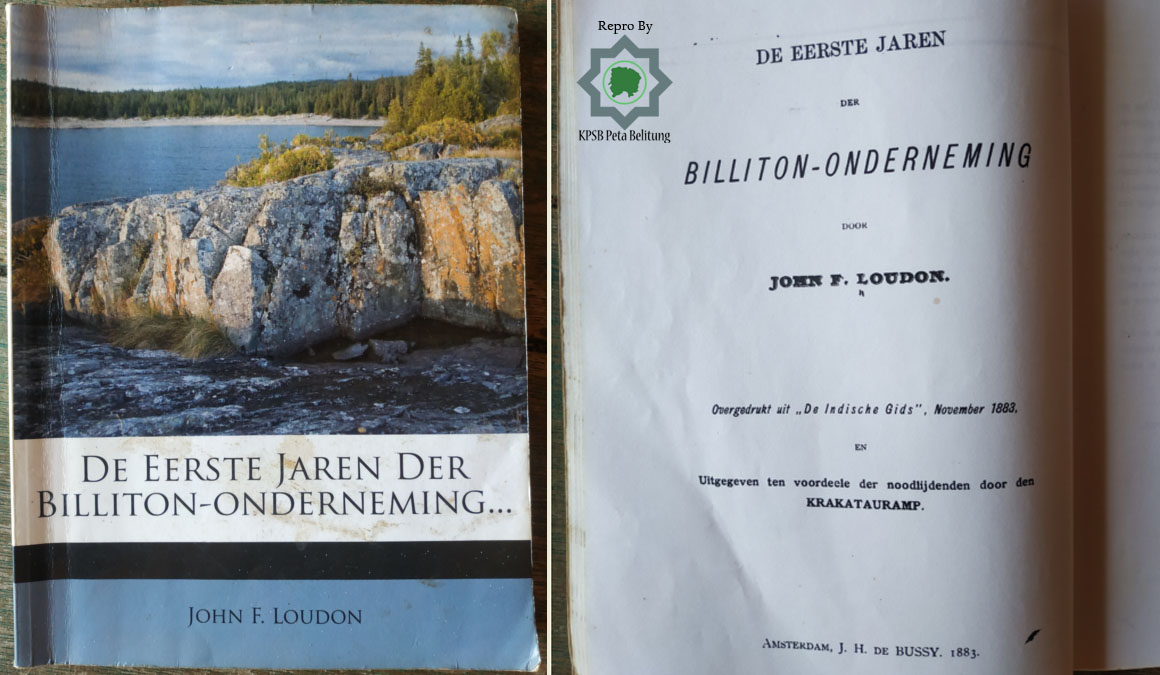 DE EERSTE JAREN DER
BILLITON-ONDERNEMING...
JOHN F. LOUDON
Repro By
KPSB Peta Belitung
DE EERSTE JAREN
DER
BILLITON-ONDERNEMING
DOOR
JOHN F. LOUDON.
Overgedrukt uit „De Indische Gids”, November 1883,
EN
Uitgegeven ten voordeele der noodlijdenden door den
KRAKATAURAMP.
AMSTERDAM, J. H. DE BUSSY. 1883.